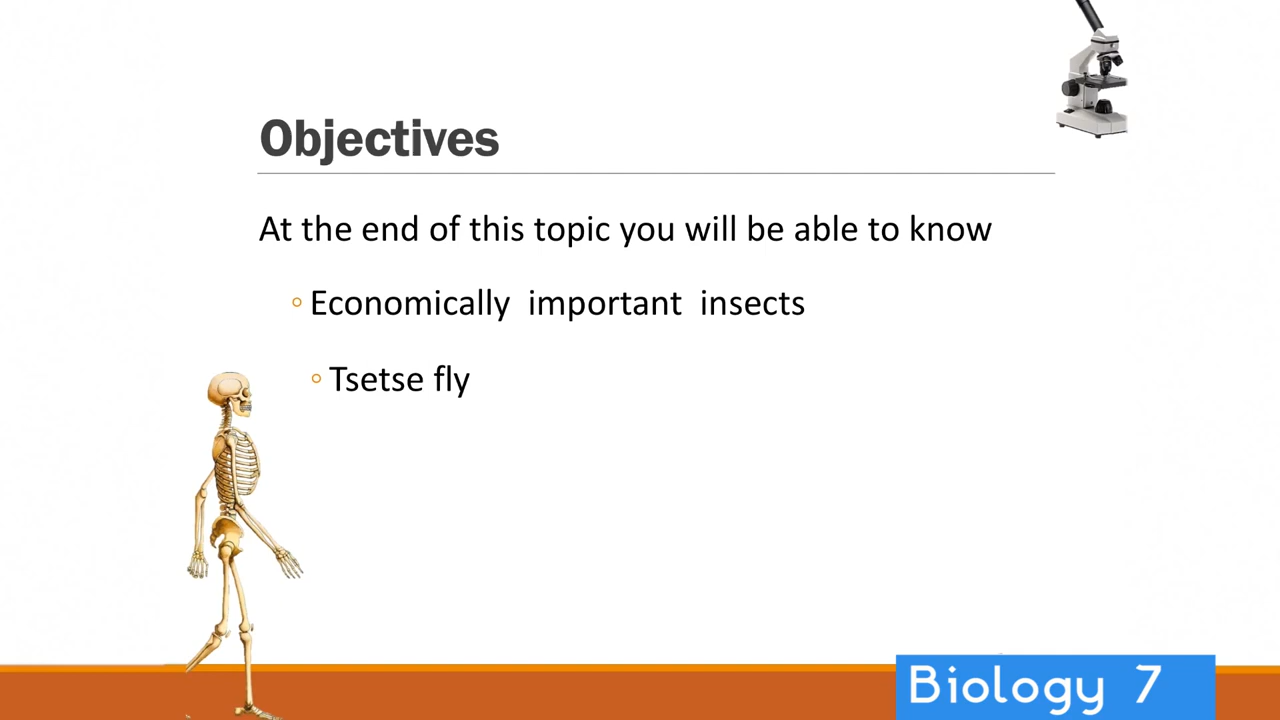 Objectives
At the end of this topic you will be able to know
◦ Economically important insects
◦ Tsetse fly
Biology 7